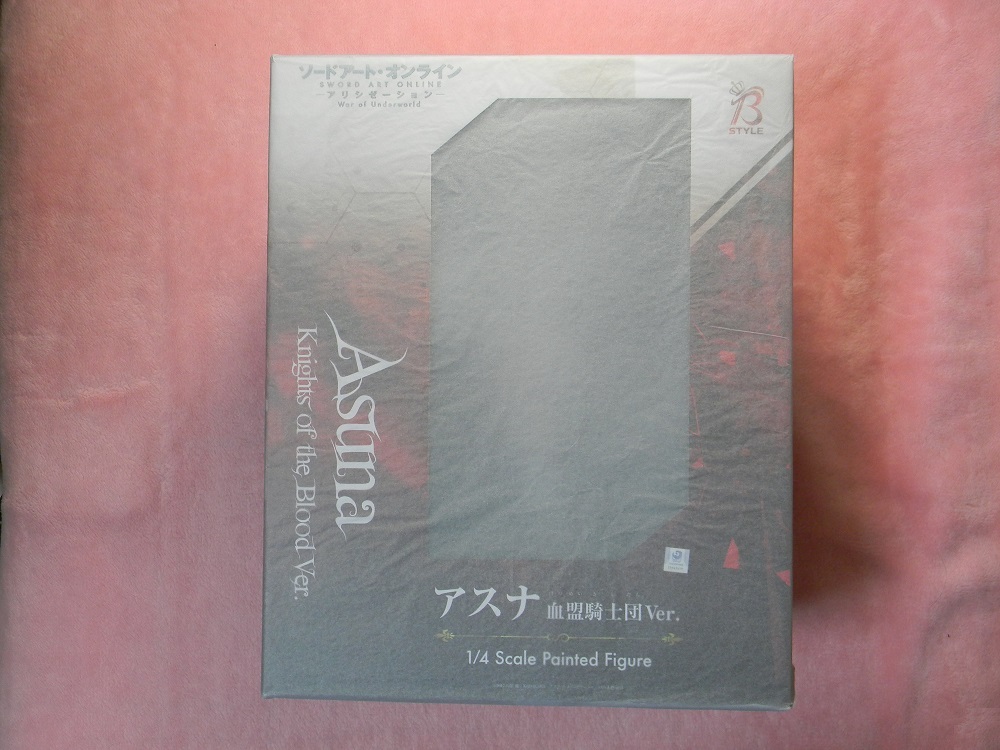 ソードアート・オンライン
SWORD ART ONLINE
アリシゼーション
War of Underworld
B
STYLE
Asuna
Knights of the Blood Ver.
アスナ 血盟騎士団Ver.
1/4 Scale Painted Figure